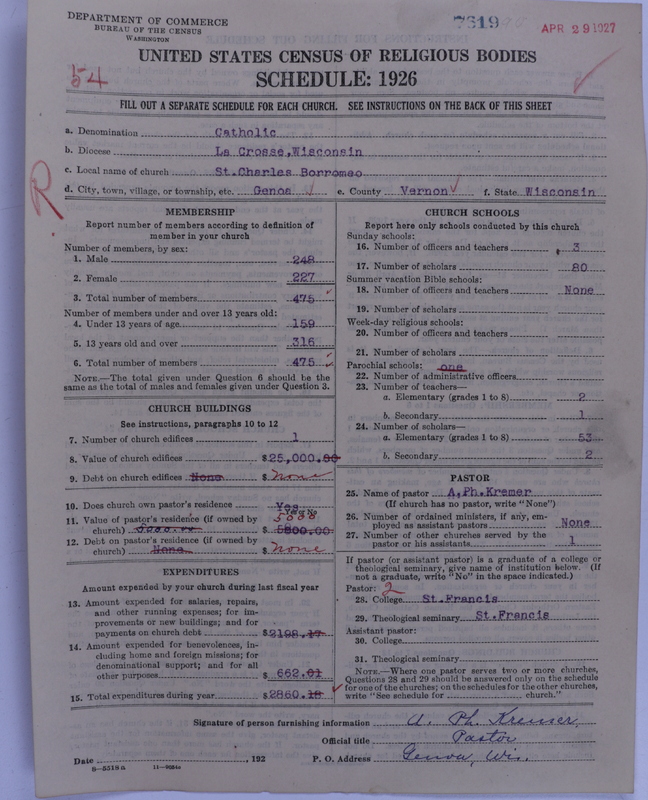 DEPARTMENT OF COMMERCE
BUREAU OF THE CENSUS
WASHINGTON
7619
APR 29 1927
UNITED STATES CENSUS OF RELIGIOUS BODIES
SCHEDULE: 1926
54
FILL OUT A SEPARATE SCHEDULE FOR EACH CHURCH. SEE INSTRUCTIONS ON THE BACK OF THIS SHEET
a. Denomination Catholic
b. Diocese La Crosse,Wisconsin
c. Local name of church St.Charles Borromeo
d. City, town, village, or township, etc. Genoa e. County Vernon f. State Wisconsin
R
MEMBERSHIP
Report number of members according to definition of
member in your church
Number of members, by sex:
1. Male 248
2. Female 227
3. Total number of members 475
Number of members under and over 13 years old:
4. Under 13 years of age 159
5. 13 years old and over 316
6. Total number of members 475
NOTE.—The total given under Question 6 should be the
same as the total of males and females given under Question 3.
CHURCH BUILDINGS
See instructions, paragraphs 10 to 12
7. Number of church edifices 1
8. Value of church edifices $25,000.00
9. Debt on church edifices None $ None
10. Does church own pastor's residence Yes
Yes or No
11. Value of pastor's residence (if owned by 5000
church) $
12. Debt on pastor's residence (if owned by
church) None $ None
EXPENDITURES
Amount expended by your church during last fiscal year
13. Amount expended for salaries, repairs,
and other running expenses; for im-
provements or new buildings; and for
payments on church debt $2198.17
14. Amount expended for benevolences, in-
cluding home and foreign missions; for
denominational support; and for all
other purposes $ 662.01
15. Total expenditures during year $2860.18
CHURCH SCHOOLS
Report here only schools conducted by this church
Sunday schools:
16. Number of officers and teachers 3
17. Number of scholars 80
Summer vacation Bible schools:
18. Number of officers and teachers None
19. Number of scholars
Week-day religious schools:
20. Number of officers and teachers
21. Number of scholars
Parochial schools: one
22. Number of administrative officers
23. Number of teachers—
a. Elementary (grades 1 to 8) 2
b. Secondary 1
24. Number of scholars—
a. Elementary (grades 1 to 8) 53
b. Secondary 2
PASTOR
25. Name of pastor A,Ph.Kremer
(If church has no pastor, write "None")
26. Number of ordained ministers, if any, em-
ployed as assistant pastors None
27. Number of other churches served by the
pastor or his assistants 1
If pastor (or assistant pastor) is a graduate of a college or
theological seminary, give name of institution below. (If
not a graduate, write "No" in the space indicated.)
Pastor: 2
28. College St.Francis
29. Theological seminary St.Francis
Assistant pastor:
30. College
31. Theological seminary
NOTE.—Where one pastor serves two or more churches,
Questions 28 and 29 should be answered only on the schedule
for one of the churches; on the schedules for the other churches,
write "See schedule for church."
Signature of person furnishing information A. Ph. Kremer
Official title Pastor
Date , 192 P. O. Address Genoa, Wis.
8—5518a 11—9024a